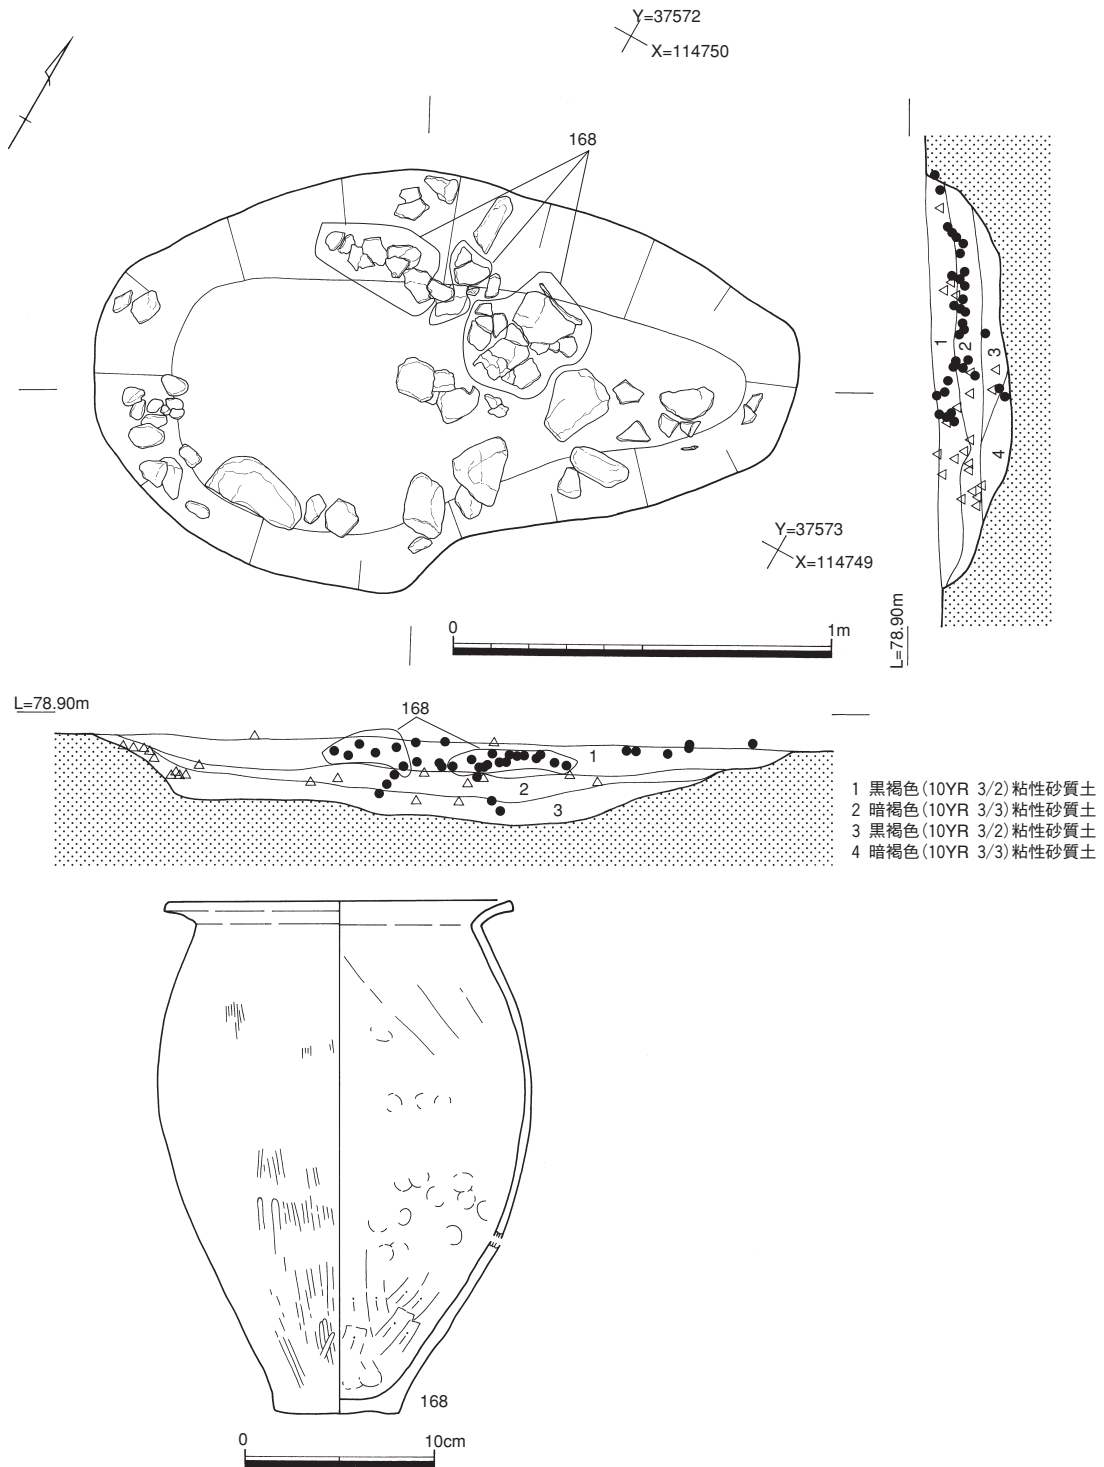 Y=37572
X=114750
168
1
2
3
4
Y=37573
X=114749
0 1m
L=78.90m
L=78.90m
168
1
2
3
1 黒褐色(10YR 3/2)粘性砂質土
2 暗褐色(10YR 3/3)粘性砂質土
3 黒褐色(10YR 3/2)粘性砂質土
4 暗褐色(10YR 3/3)粘性砂質土
168
0 10cm